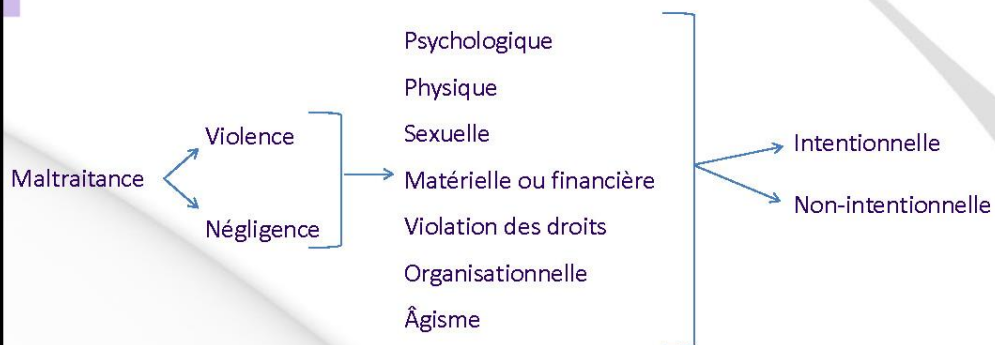 Maltraitance
Violence
Négligence
Psychologique
Physique
Sexuelle
Matérielle ou financière
Violation des droits
Organisationnelle
Âgisme
Intentionnelle
Non-intentionnelle